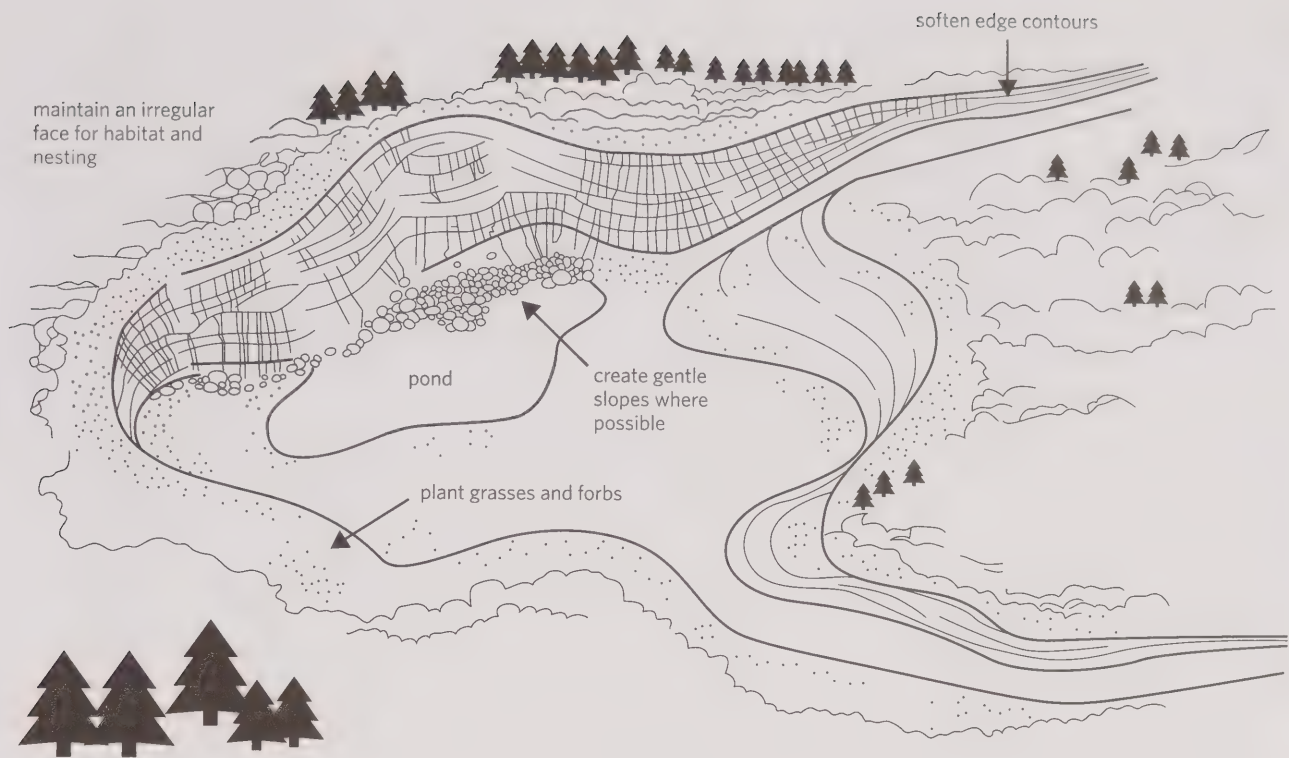 soften edge contours
maintain an irregular
face for habitat and
nesting
pond
create gentle
slopes where
possible
plant grasses and forbs